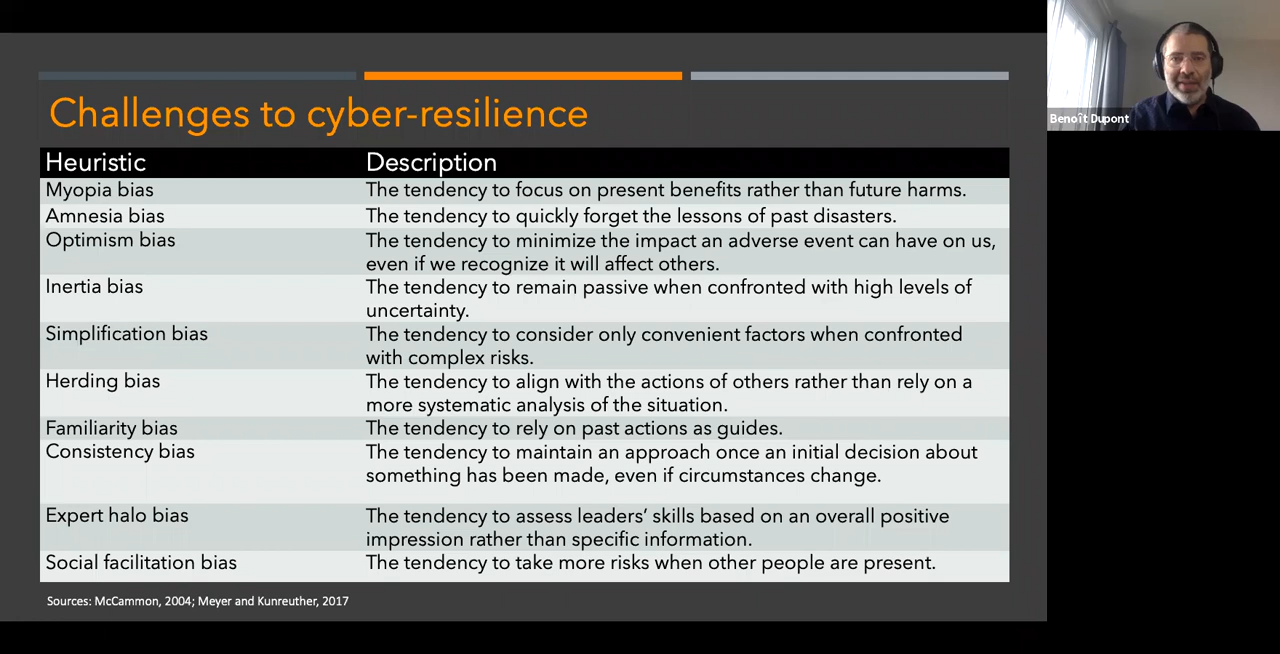 Challenges to cyber-resilience
Heuristic Description
Myopia bias The tendency to focus on present benefits rather than future harms.
Amnesia bias The tendency to quickly forget the lessons of past disasters.
Optimism bias The tendency to minimize the impact an adverse event can have on us,
even if we recognize it will affect others.
Inertia bias The tendency to remain passive when confronted with high levels of
uncertainty.
Simplification bias The tendency to consider only convenient factors when confronted
with complex risks.
Herding bias The tendency to align with the actions of others rather than rely on a
more systematic analysis of the situation.
Familiarity bias The tendency to rely on past actions as guides.
Consistency bias The tendency to maintain an approach once an initial decision about
something has been made, even if circumstances change.
Expert halo bias The tendency to assess leaders’ skills based on an overall positive
impression rather than specific information.
Social facilitation bias The tendency to take more risks when other people are present.
Sources: McCammon, 2004; Meyer and Kunreuther, 2017
Benoît Dupont